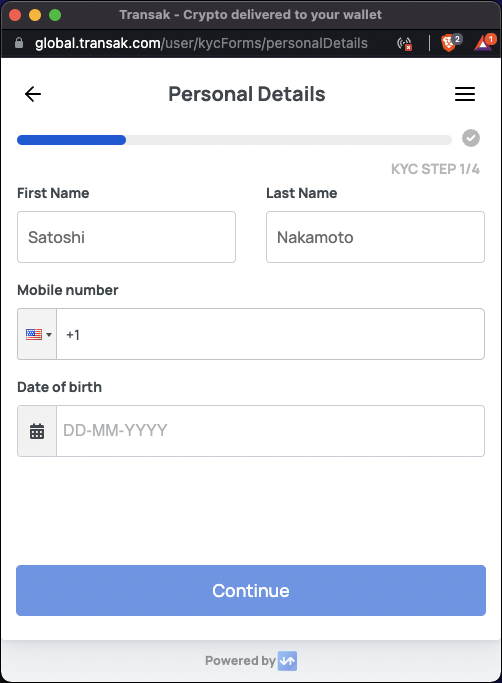 Transak - Crypto delivered to your wallet
global.transak.com/user/kycForms/personalDetails
2
1
Personal Details
KYC STEP 1/4
First Name
Last Name
Satoshi
Nakamoto
Mobile number
+1
Date of birth
DD-MM-YYYY
Continue
Powered by